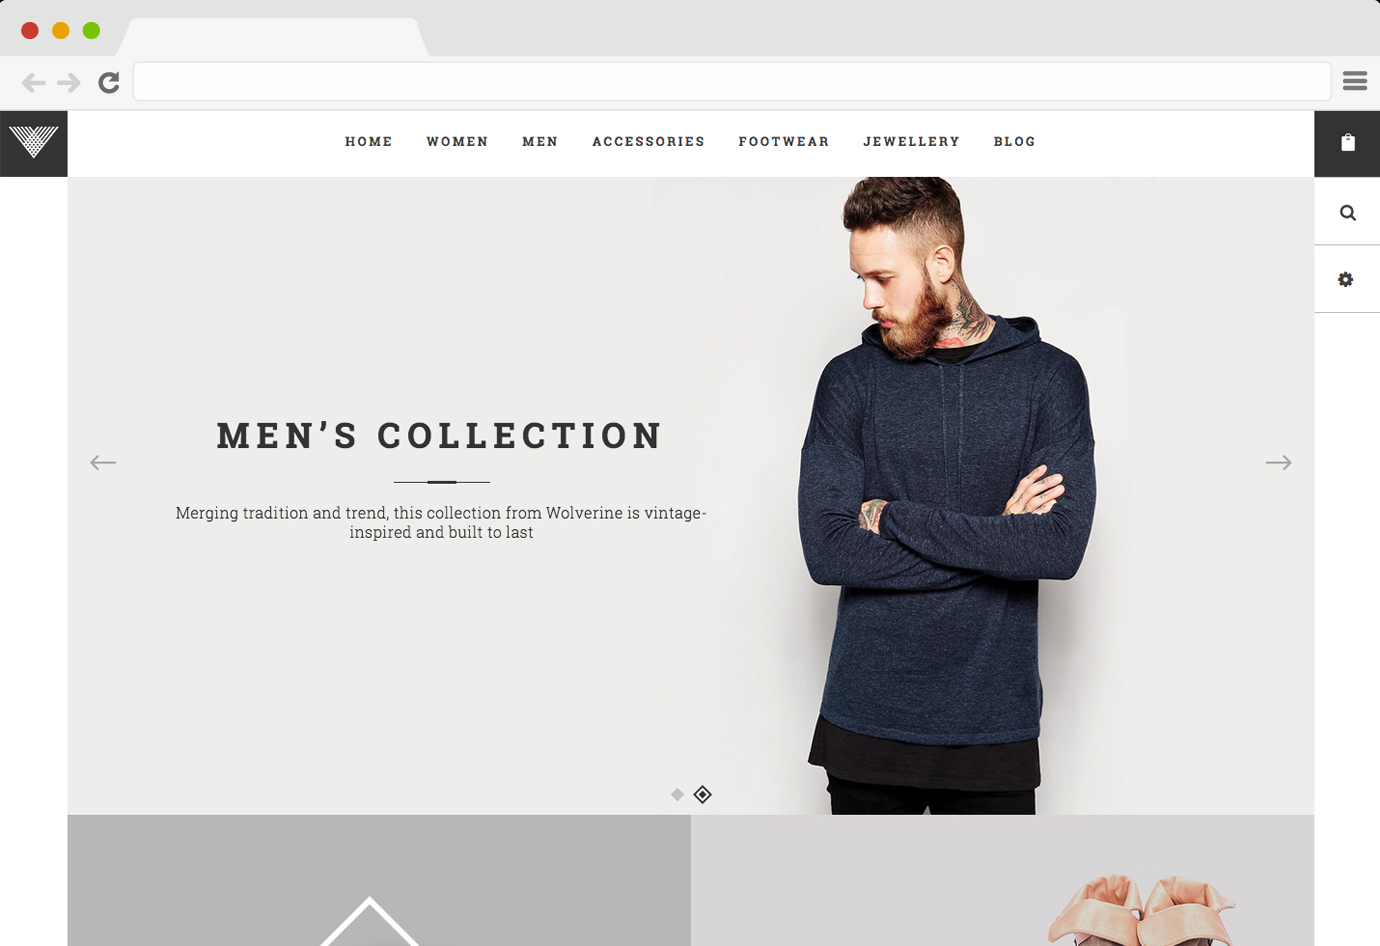 HOME WOMEN MEN ACCESSORIES FOOTWEAR JEWELLERY BLOG
MEN’S COLLECTION
Merging tradition and trend, this collection from Wolverine is vintage-
inspired and built to last